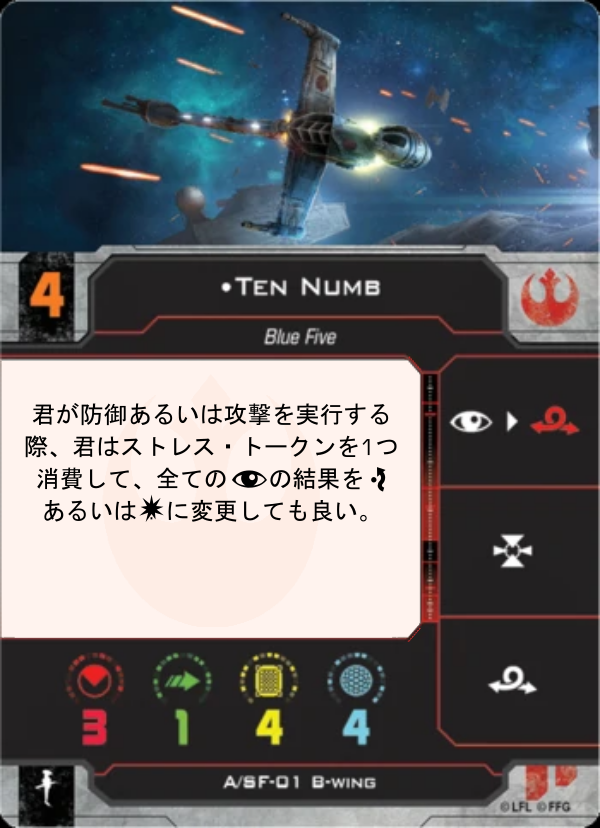 4
•Ten Numb
Blue Five
君が防御あるいは攻撃を実行する
際、君はストレス・トークンを1つ
消費して、全ての の結果を
あるいは に変更しても良い。
3 1 4 4
A/SF-01 B-wing
©LFL ©FFG